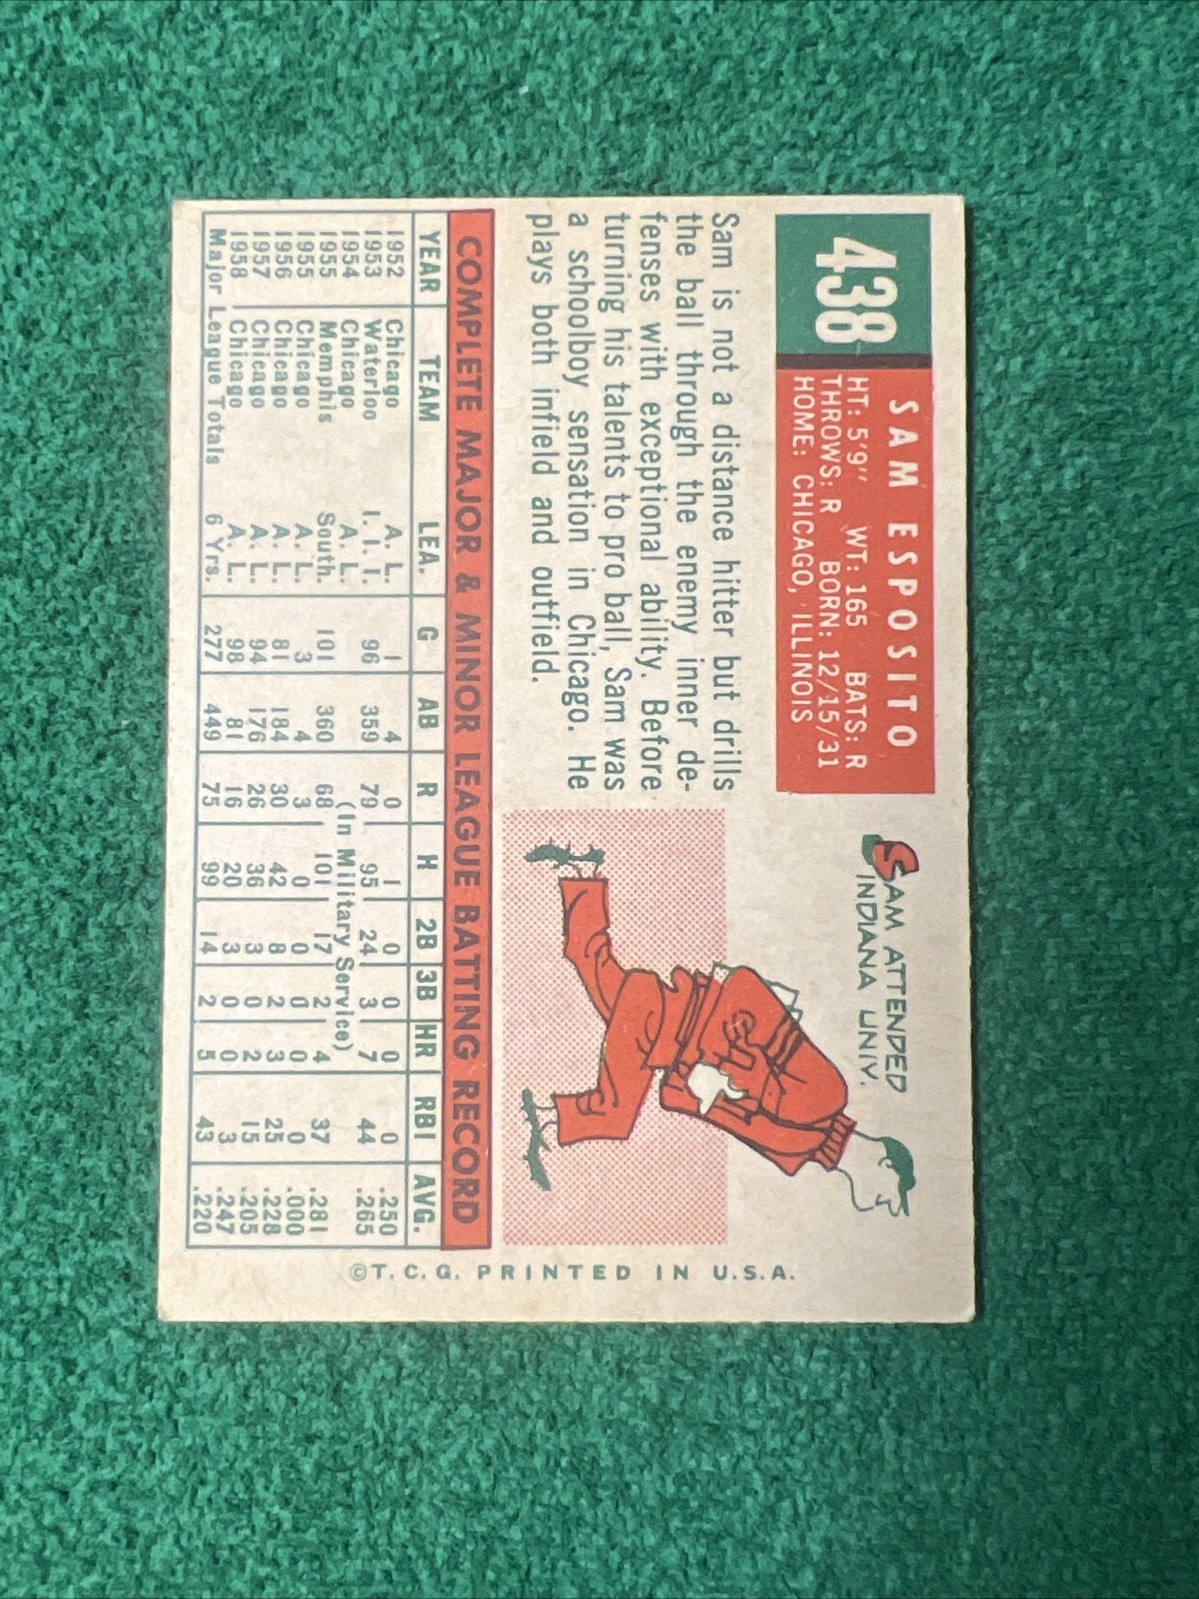 438
SAM ESPOSITO
HT: 5'9" WT: 165 BATS: R
THROWS: R BORN: 12/15/31
HOME: CHICAGO, ILLINOIS
SAM ATTENDED
INDIANA UNIV.
Sam is not a distance hitter but drills
the ball through the enemy inner de-
fenses with exceptional ability. Before
turning his talents to pro ball, Sam was
a schoolboy sensation in Chicago. He
plays both infield and outfield.
COMPLETE MAJOR & MINOR LEAGUE BATTING RECORD
YEAR TEAM LEA. G AB R H 2B 3B HR RBI AVG.
1952 Chicago A. L. 1 4 0 1 0 0 0 0 .250
1953 Waterloo I. I. I. 96 359 79 95 24 3 7 44 .265
1954 Chicago A. L. (In Military Service)
1955 Memphis South. 101 360 68 101 17 2 4 37 .281
1955 Chicago A. L. 3 4 3 0 0 0 0 0 .000
1956 Chicago A. L. 81 184 30 42 8 2 3 25 .228
1957 Chicago A. L. 94 176 26 36 3 0 2 15 .205
1958 Chicago A. L. 98 81 16 20 3 0 0 3 .247
Major League Totals 6 Yrs. 277 449 75 99 14 2 5 43 .220
©T. C. G. PRINTED IN U.S.A.